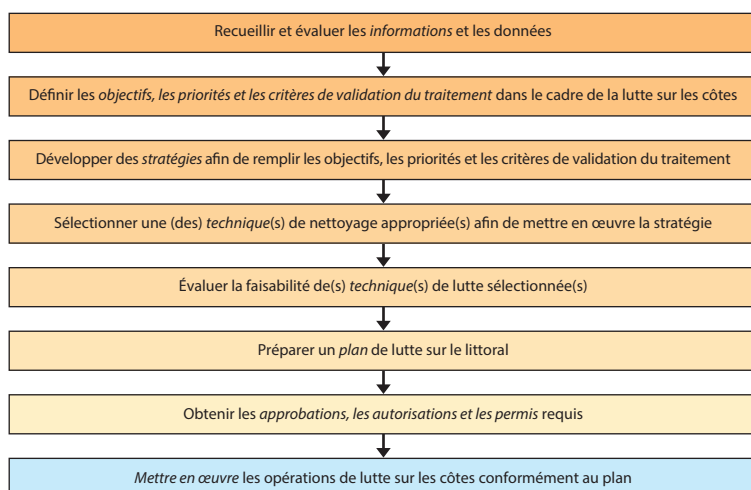 Recueillir et évaluer les informations et les données
Définir les objectifs, les priorités et les critères de validation du traitement dans le cadre de la lutte sur les côtes
Développer des stratégies afin de remplir les objectifs, les priorités et les critères de validation du traitement
Sélectionner une (des) technique(s) de nettoyage appropriée(s) afin de mettre en œuvre la stratégie
Évaluer la faisabilité de(s) technique(s) de lutte sélectionnée(s)
Préparer un plan de lutte sur le littoral
Obtenir les approbations, les autorisations et les permis requis
Mettre en œuvre les opérations de lutte sur les côtes conformément au plan